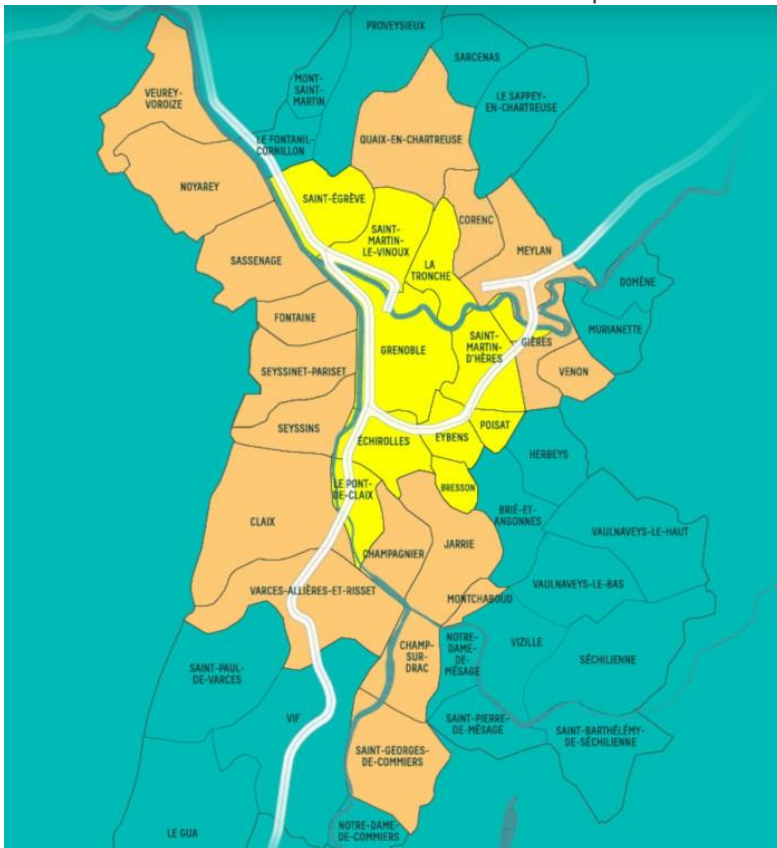 PROVEYSIEUX
SARCENAS
MONT-
SAINT-
MARTIN
LE SAPPEY-
EN-CHARTREUSE
VEUREY-
VOROIZE
LE FONTANIL-
CORNILLON
QUAIX-EN-CHARTREUSE
NOYAREY
SAINT-ÉGRÈVE
SAINT-
MARTIN-
LE-VINOUX
CORENC
MEYLAN
LA
TRONCHE
SASSENAGE
DOMÈNE
FONTAINE
MURIANETTE
GRENOBLE
SAINT-
MARTIN-
D'HÈRES
GIÈRES
SEYSSINET-PARISET
VENON
SEYSSINS
ÉCHIROLLES
EYBENS
POISAT
HERBEYS
LE PONT-
DE-CLAIX
BRESSON
BRIÉ-ET-
ANGONNES
CLAIX
VAULNAVEYS-LE-HAUT
CHAMPAGNIER
JARRIE
VAULNAVEYS-LE-BAS
VARCES-ALLIÈRES-ET-RISSET
MONTCHABOUD
CHAMP-
SUR-
DRAC
NOTRE-
DAME-
DE-
MÉSAGE
VIZILLE
SÉCHILIENNE
SAINT-PAUL-
DE-VARCES
VIF
SAINT-PIERRE-
DE-MÉSAGE
SAINT-BARTHÉLÉMY-
DE-SÉCHILIENNE
SAINT-GEORGES-
DE-COMMIERS
LE GUA
NOTRE-DAME-
DE-COMMIERS